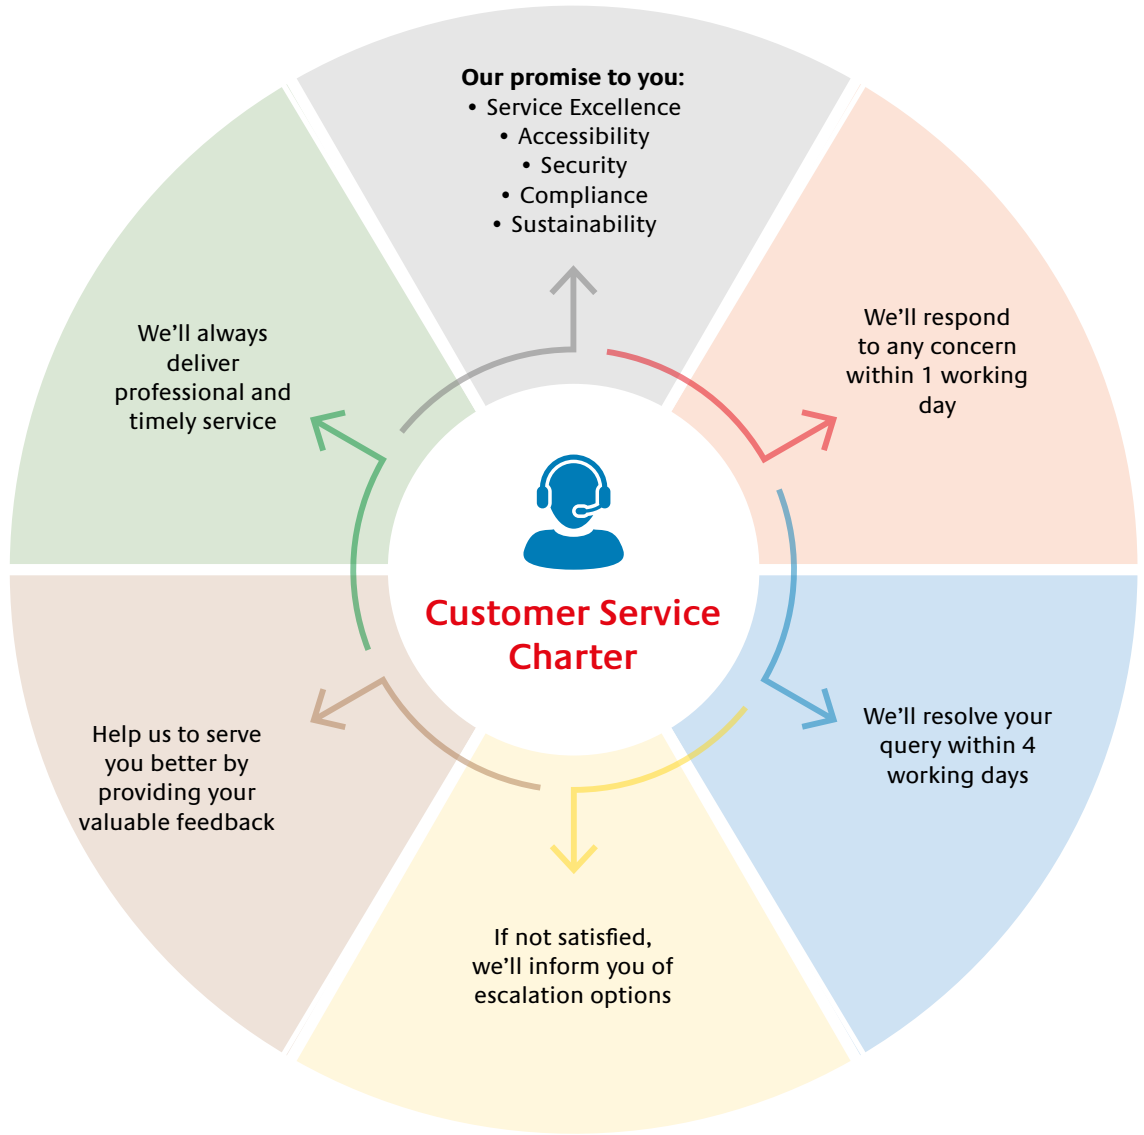 Our promise to you:
• Service Excellence
• Accessibility
• Security
• Compliance
• Sustainability
We’ll respond
to any concern
within 1 working
day
We’ll resolve your
query within 4
working days
If not satisfied,
we’ll inform you of
escalation options
Help us to serve
you better by
providing your
valuable feedback
We’ll always
deliver
professional and
timely service
Customer Service
Charter